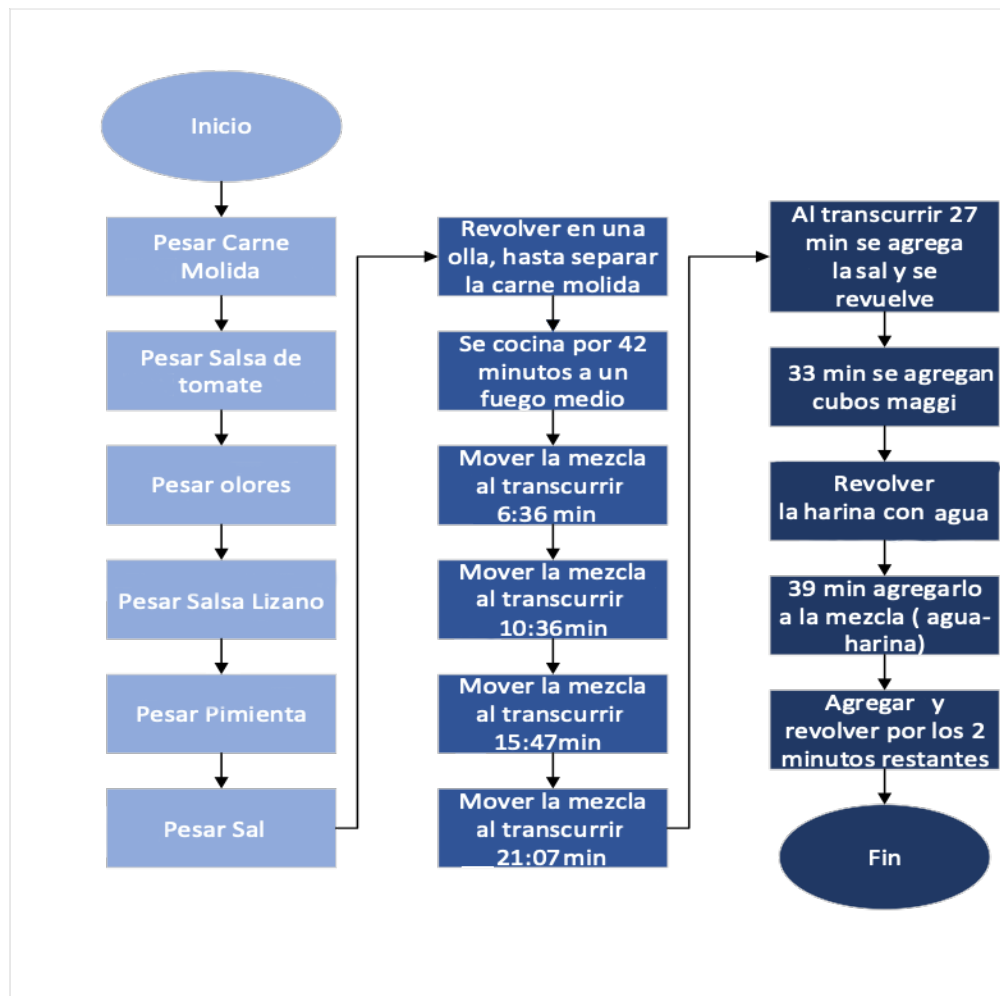 Inicio
Pesar Carne
Molida
Pesar Salsa de
tomate
Pesar olores
Pesar Salsa Lizano
Pesar Pimienta
Pesar Sal
Revolver en una
olla, hasta separar
la carne molida
Se cocina por 42
minutos a un
fuego medio
Mover la mezcla
al transcurrir
6:36 min
Mover la mezcla
al transcurrir
10:36min
Mover la mezcla
al transcurrir
15:47min
Mover la mezcla
al transcurrir
21:07min
Al transcurrir 27
min se agrega
la sal y se
revuelve
33 min se agregan
cubos maggi
Revolver
la harina con agua
39 min agregarlo
a la mezcla ( agua-
harina)
Agregar y
revolver por los 2
minutos restantes
Fin